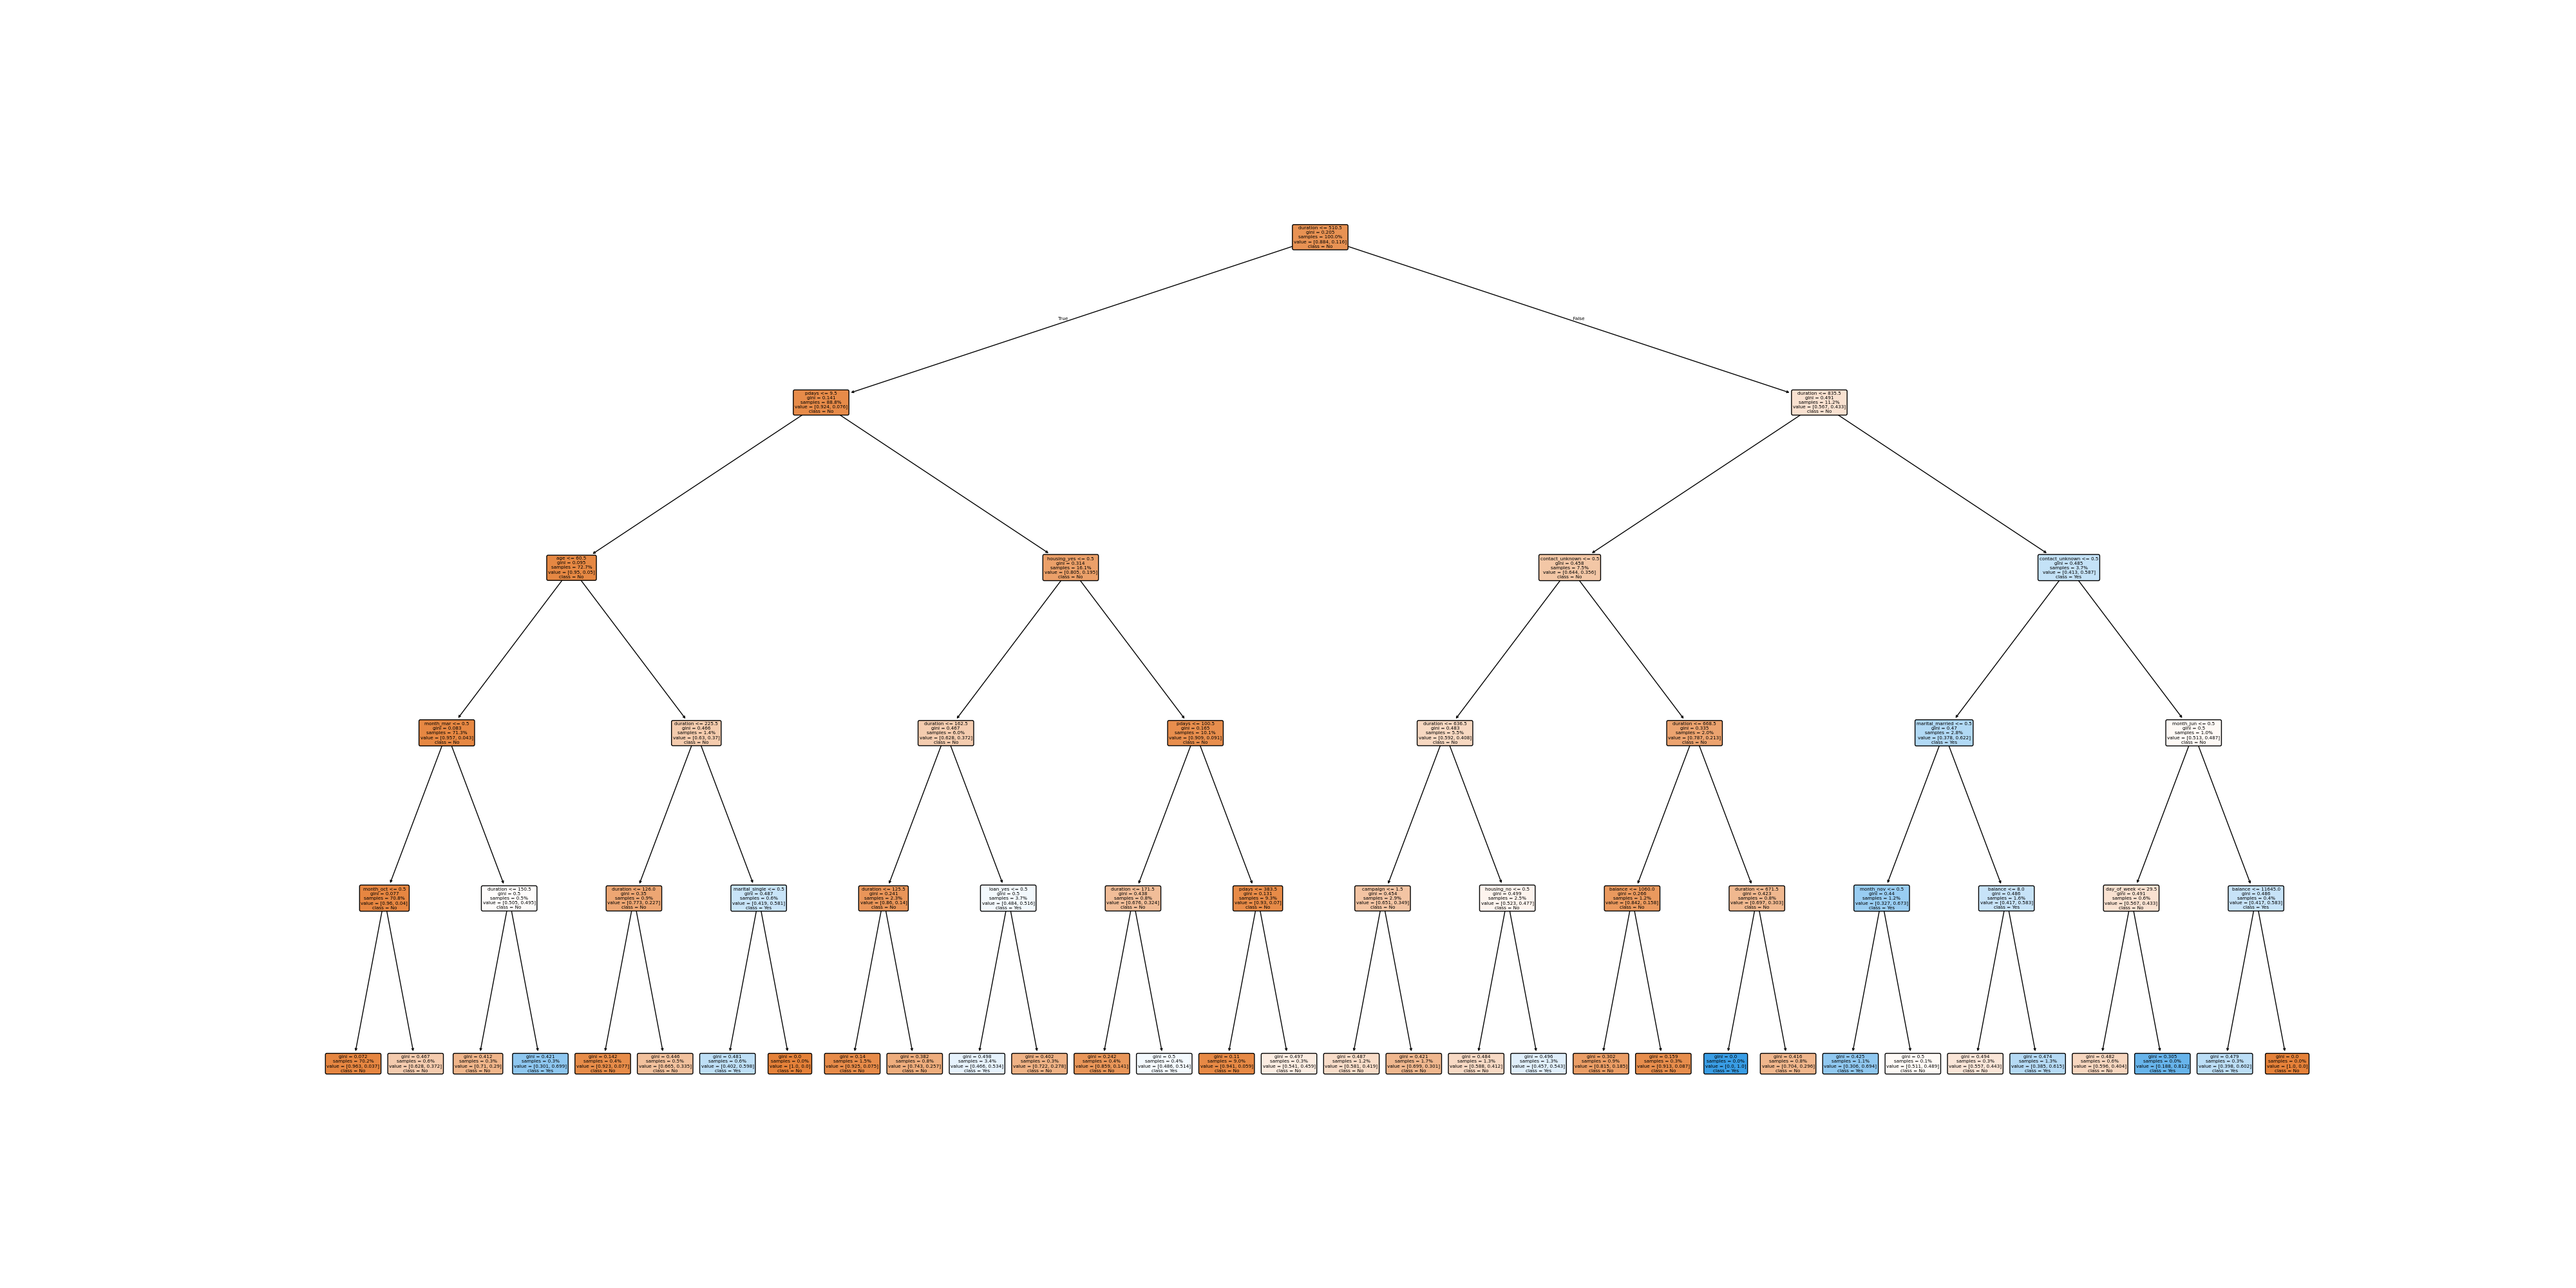 duration <= 510.5
gini = 0.205
samples = 100.0%
value = [0.884, 0.116]
class = No
True
False
pdays <= 9.5
gini = 0.141
samples = 88.8%
value = [0.924, 0.076]
class = No
duration <= 835.5
gini = 0.491
samples = 11.2%
value = [0.567, 0.433]
class = No
age <= 60.5
gini = 0.095
samples = 72.7%
value = [0.95, 0.05]
class = No
housing_yes <= 0.5
gini = 0.314
samples = 16.1%
value = [0.805, 0.195]
class = No
contact_unknown <= 0.5
gini = 0.458
samples = 7.5%
value = [0.644, 0.356]
class = No
contact_unknown <= 0.5
gini = 0.485
samples = 3.7%
value = [0.413, 0.587]
class = Yes
month_mar <= 0.5
gini = 0.083
samples = 71.3%
value = [0.957, 0.043]
class = No
duration <= 225.5
gini = 0.466
samples = 1.4%
value = [0.63, 0.37]
class = No
duration <= 162.5
gini = 0.467
samples = 6.0%
value = [0.628, 0.372]
class = No
pdays <= 100.5
gini = 0.165
samples = 10.1%
value = [0.909, 0.091]
class = No
duration <= 636.5
gini = 0.483
samples = 5.5%
value = [0.592, 0.408]
class = No
duration <= 668.5
gini = 0.335
samples = 2.0%
value = [0.787, 0.213]
class = No
marital_married <= 0.5
gini = 0.47
samples = 2.8%
value = [0.378, 0.622]
class = Yes
month_jun <= 0.5
gini = 0.5
samples = 1.0%
value = [0.513, 0.487]
class = No
month_oct <= 0.5
gini = 0.077
samples = 70.8%
value = [0.96, 0.04]
class = No
duration <= 150.5
gini = 0.5
samples = 0.5%
value = [0.505, 0.495]
class = No
duration <= 126.0
gini = 0.35
samples = 0.9%
value = [0.773, 0.227]
class = No
marital_single <= 0.5
gini = 0.487
samples = 0.6%
value = [0.419, 0.581]
class = Yes
duration <= 125.5
gini = 0.241
samples = 2.3%
value = [0.86, 0.14]
class = No
loan_yes <= 0.5
gini = 0.5
samples = 3.7%
value = [0.484, 0.516]
class = Yes
duration <= 171.5
gini = 0.438
samples = 0.8%
value = [0.676, 0.324]
class = No
pdays <= 383.5
gini = 0.131
samples = 9.3%
value = [0.93, 0.07]
class = No
campaign <= 1.5
gini = 0.454
samples = 2.9%
value = [0.651, 0.349]
class = No
housing_no <= 0.5
gini = 0.499
samples = 2.5%
value = [0.523, 0.477]
class = No
balance <= 1060.0
gini = 0.266
samples = 1.2%
value = [0.842, 0.158]
class = No
duration <= 671.5
gini = 0.423
samples = 0.8%
value = [0.697, 0.303]
class = No
month_nov <= 0.5
gini = 0.44
samples = 1.2%
value = [0.327, 0.673]
class = Yes
balance <= 8.0
gini = 0.486
samples = 1.6%
value = [0.417, 0.583]
class = Yes
day_of_week <= 29.5
gini = 0.491
samples = 0.6%
value = [0.567, 0.433]
class = No
balance <= 11645.0
gini = 0.486
samples = 0.4%
value = [0.417, 0.583]
class = Yes
gini = 0.072
samples = 70.2%
value = [0.963, 0.037]
class = No
gini = 0.467
samples = 0.6%
value = [0.628, 0.372]
class = No
gini = 0.412
samples = 0.3%
value = [0.71, 0.29]
class = No
gini = 0.421
samples = 0.3%
value = [0.301, 0.699]
class = Yes
gini = 0.142
samples = 0.4%
value = [0.923, 0.077]
class = No
gini = 0.446
samples = 0.5%
value = [0.665, 0.335]
class = No
gini = 0.481
samples = 0.6%
value = [0.402, 0.598]
class = Yes
gini = 0.0
samples = 0.0%
value = [1.0, 0.0]
class = No
gini = 0.14
samples = 1.5%
value = [0.925, 0.075]
class = No
gini = 0.382
samples = 0.8%
value = [0.743, 0.257]
class = No
gini = 0.498
samples = 3.4%
value = [0.466, 0.534]
class = Yes
gini = 0.402
samples = 0.3%
value = [0.722, 0.278]
class = No
gini = 0.242
samples = 0.4%
value = [0.859, 0.141]
class = No
gini = 0.5
samples = 0.4%
value = [0.486, 0.514]
class = Yes
gini = 0.11
samples = 9.0%
value = [0.941, 0.059]
class = No
gini = 0.497
samples = 0.3%
value = [0.541, 0.459]
class = No
gini = 0.487
samples = 1.2%
value = [0.581, 0.419]
class = No
gini = 0.421
samples = 1.7%
value = [0.699, 0.301]
class = No
gini = 0.484
samples = 1.3%
value = [0.588, 0.412]
class = No
gini = 0.496
samples = 1.3%
value = [0.457, 0.543]
class = Yes
gini = 0.302
samples = 0.9%
value = [0.815, 0.185]
class = No
gini = 0.159
samples = 0.3%
value = [0.913, 0.087]
class = No
gini = 0.0
samples = 0.0%
value = [0.0, 1.0]
class = Yes
gini = 0.416
samples = 0.8%
value = [0.704, 0.296]
class = No
gini = 0.425
samples = 1.1%
value = [0.306, 0.694]
class = Yes
gini = 0.5
samples = 0.1%
value = [0.511, 0.489]
class = No
gini = 0.494
samples = 0.3%
value = [0.557, 0.443]
class = No
gini = 0.474
samples = 1.3%
value = [0.385, 0.615]
class = Yes
gini = 0.482
samples = 0.6%
value = [0.596, 0.404]
class = No
gini = 0.305
samples = 0.0%
value = [0.188, 0.812]
class = Yes
gini = 0.479
samples = 0.3%
value = [0.398, 0.602]
class = Yes
gini = 0.0
samples = 0.0%
value = [1.0, 0.0]
class = No